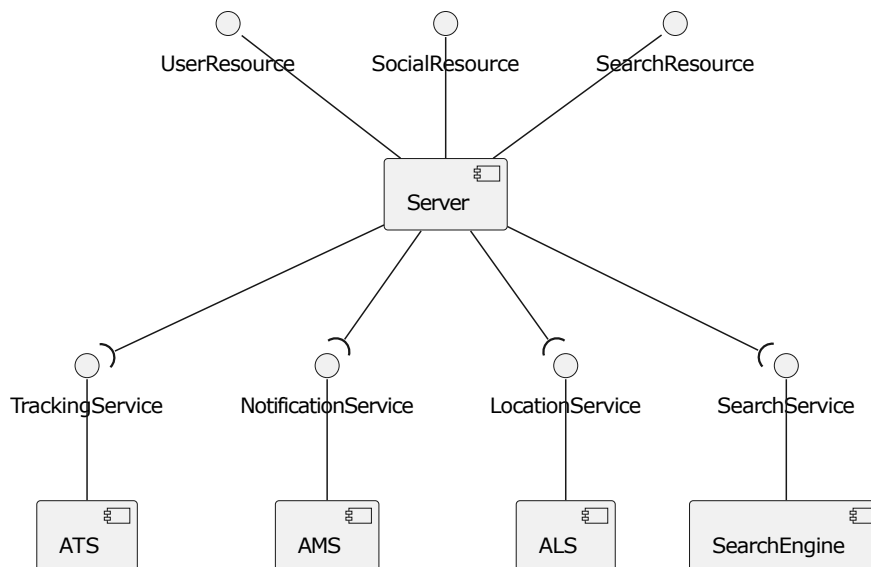 UserResource
SocialResource
SearchResource
Server
TrackingService
NotificationService
LocationService
SearchService
ATS
AMS
ALS
SearchEngine